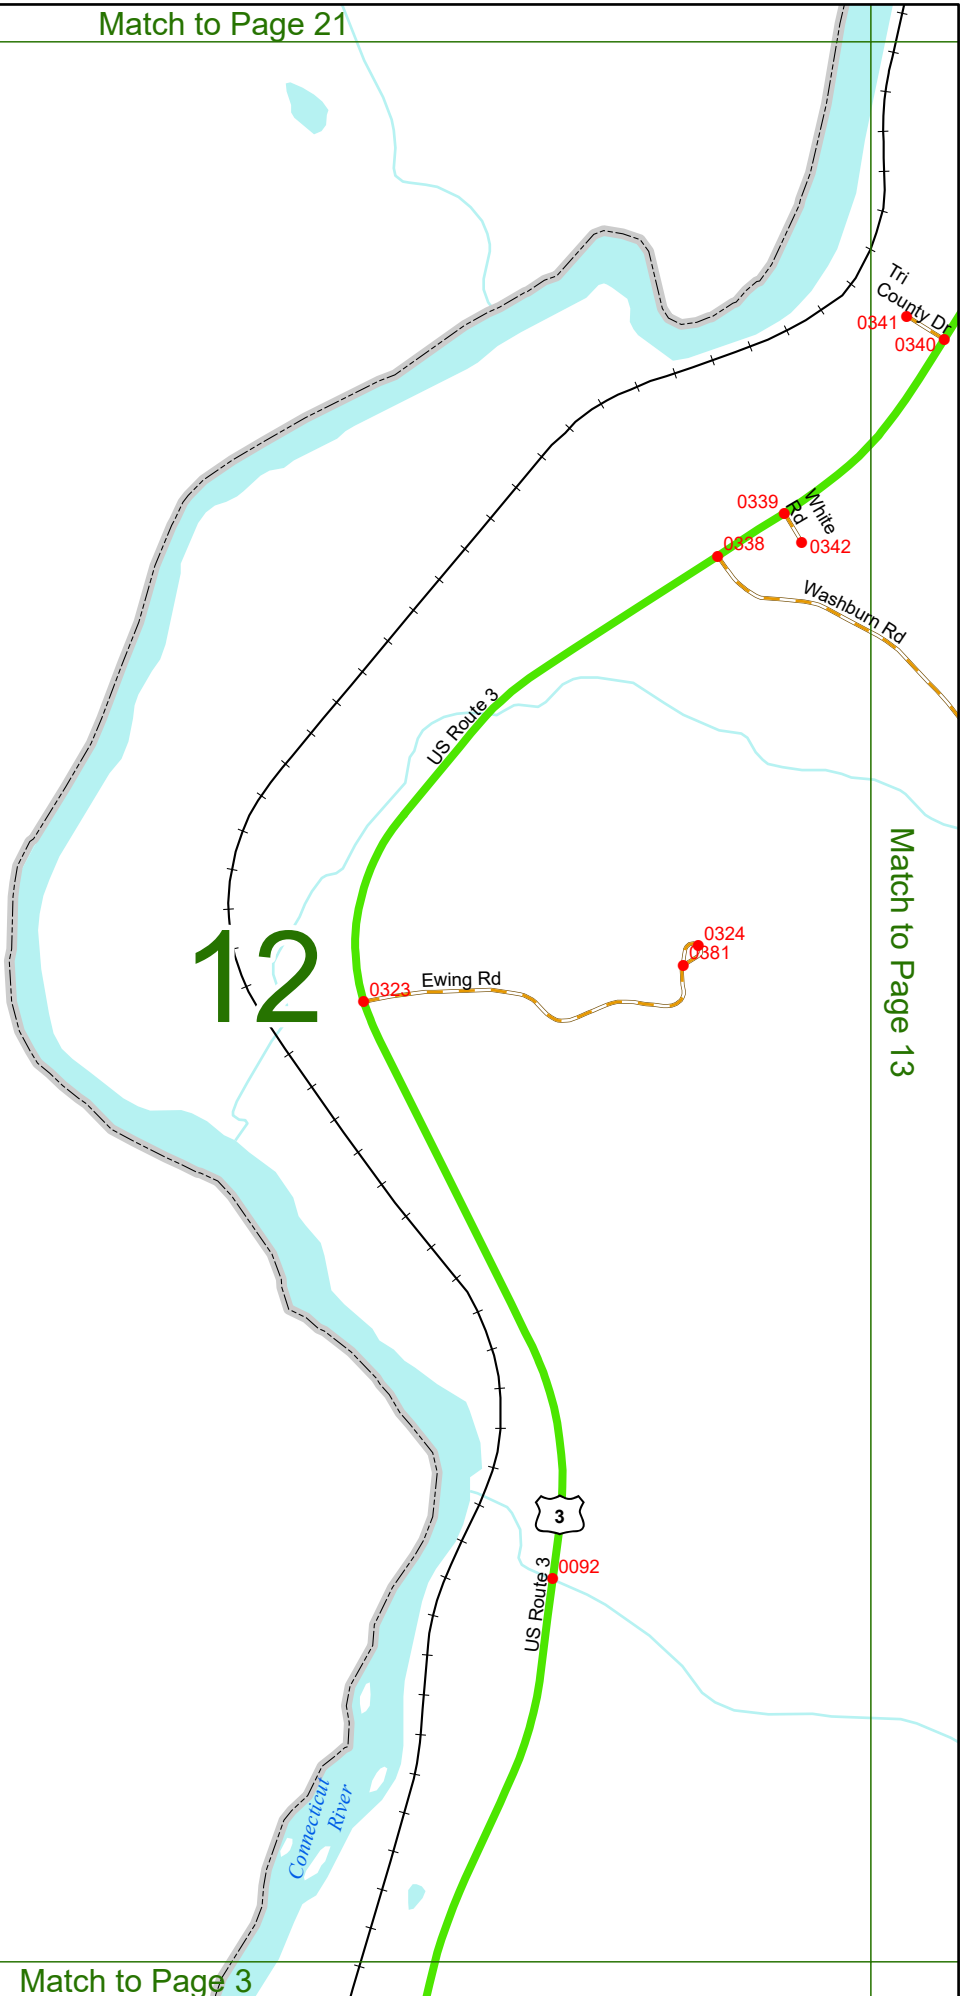 Match to Page 21
Tri
County Dr
0341
0340
0339
White
Rd
0338
0342
Washburn Rd
US Route 3
Match to Page 13
0324
0381
12
Ewing Rd
0323
3
0092
US Route 3
Connecticut
River
Match to Page 3